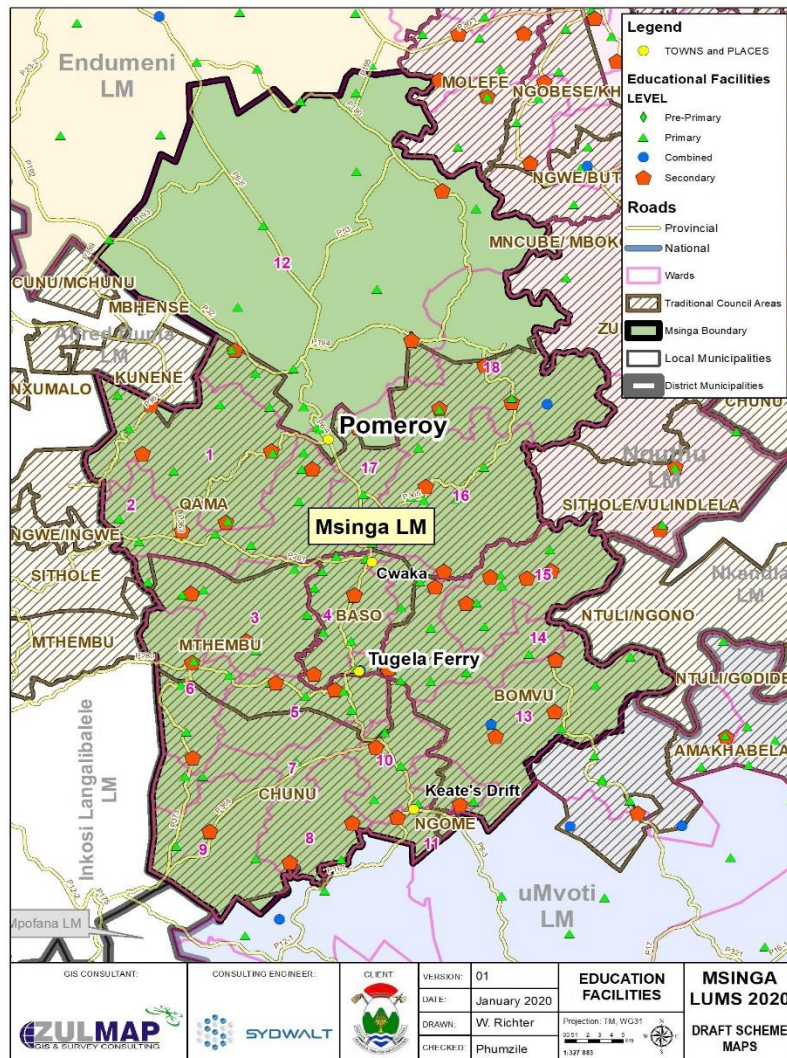 Endumeni
LM
MOLEFE
NGOBESE/KH
NGWE/BUT
MNCUBE/ MBOK
ZU
12
CUNU/MCHUNU
MBHENSE
LM
KUNENE
NXUMALO
18
CHUNU
Pomeroy
1
17
2
QAMA
16
LM
SITHOLE/VULINDLELA
Msinga LM
NGWE/INGWE
SITHOLE
Cwaka
15
Nkandla
LM
3
4
BASO
NTULI/NGONO
MTHEMBU
MTHEMBU
14
Tugela Ferry
NTULI/GODIDE
BOMVU
6
5
13
AMAKHABELA
10
7
CHUNU
Keate's Drift
Inkosi Langalibalele
LM
NGOME
9
8
11
uMvoti
LM
Mpofana LM
Legend
TOWNS and PLACES
Educational Facilities
LEVEL
Pre-Primary
Primary
Combined
Secondary
Roads
Provincial
National
Wards
Traditional Council Areas
Msinga Boundary
Local Municipalities
District Municipalities
GIS CONSULTANT:
ZULMAP
GIS & SURVEY CONSULTING
CONSULTING ENGINEER:
SYDWALT
CLIENT:
VERSION: 01
DATE: January 2020
DRAWN: W. Richter
CHECKED: Phumzile
EDUCATION
FACILITIES
Projection: TM, WG31
1:327 883
MSINGA
LUMS 2020
DRAFT SCHEME
MAPS